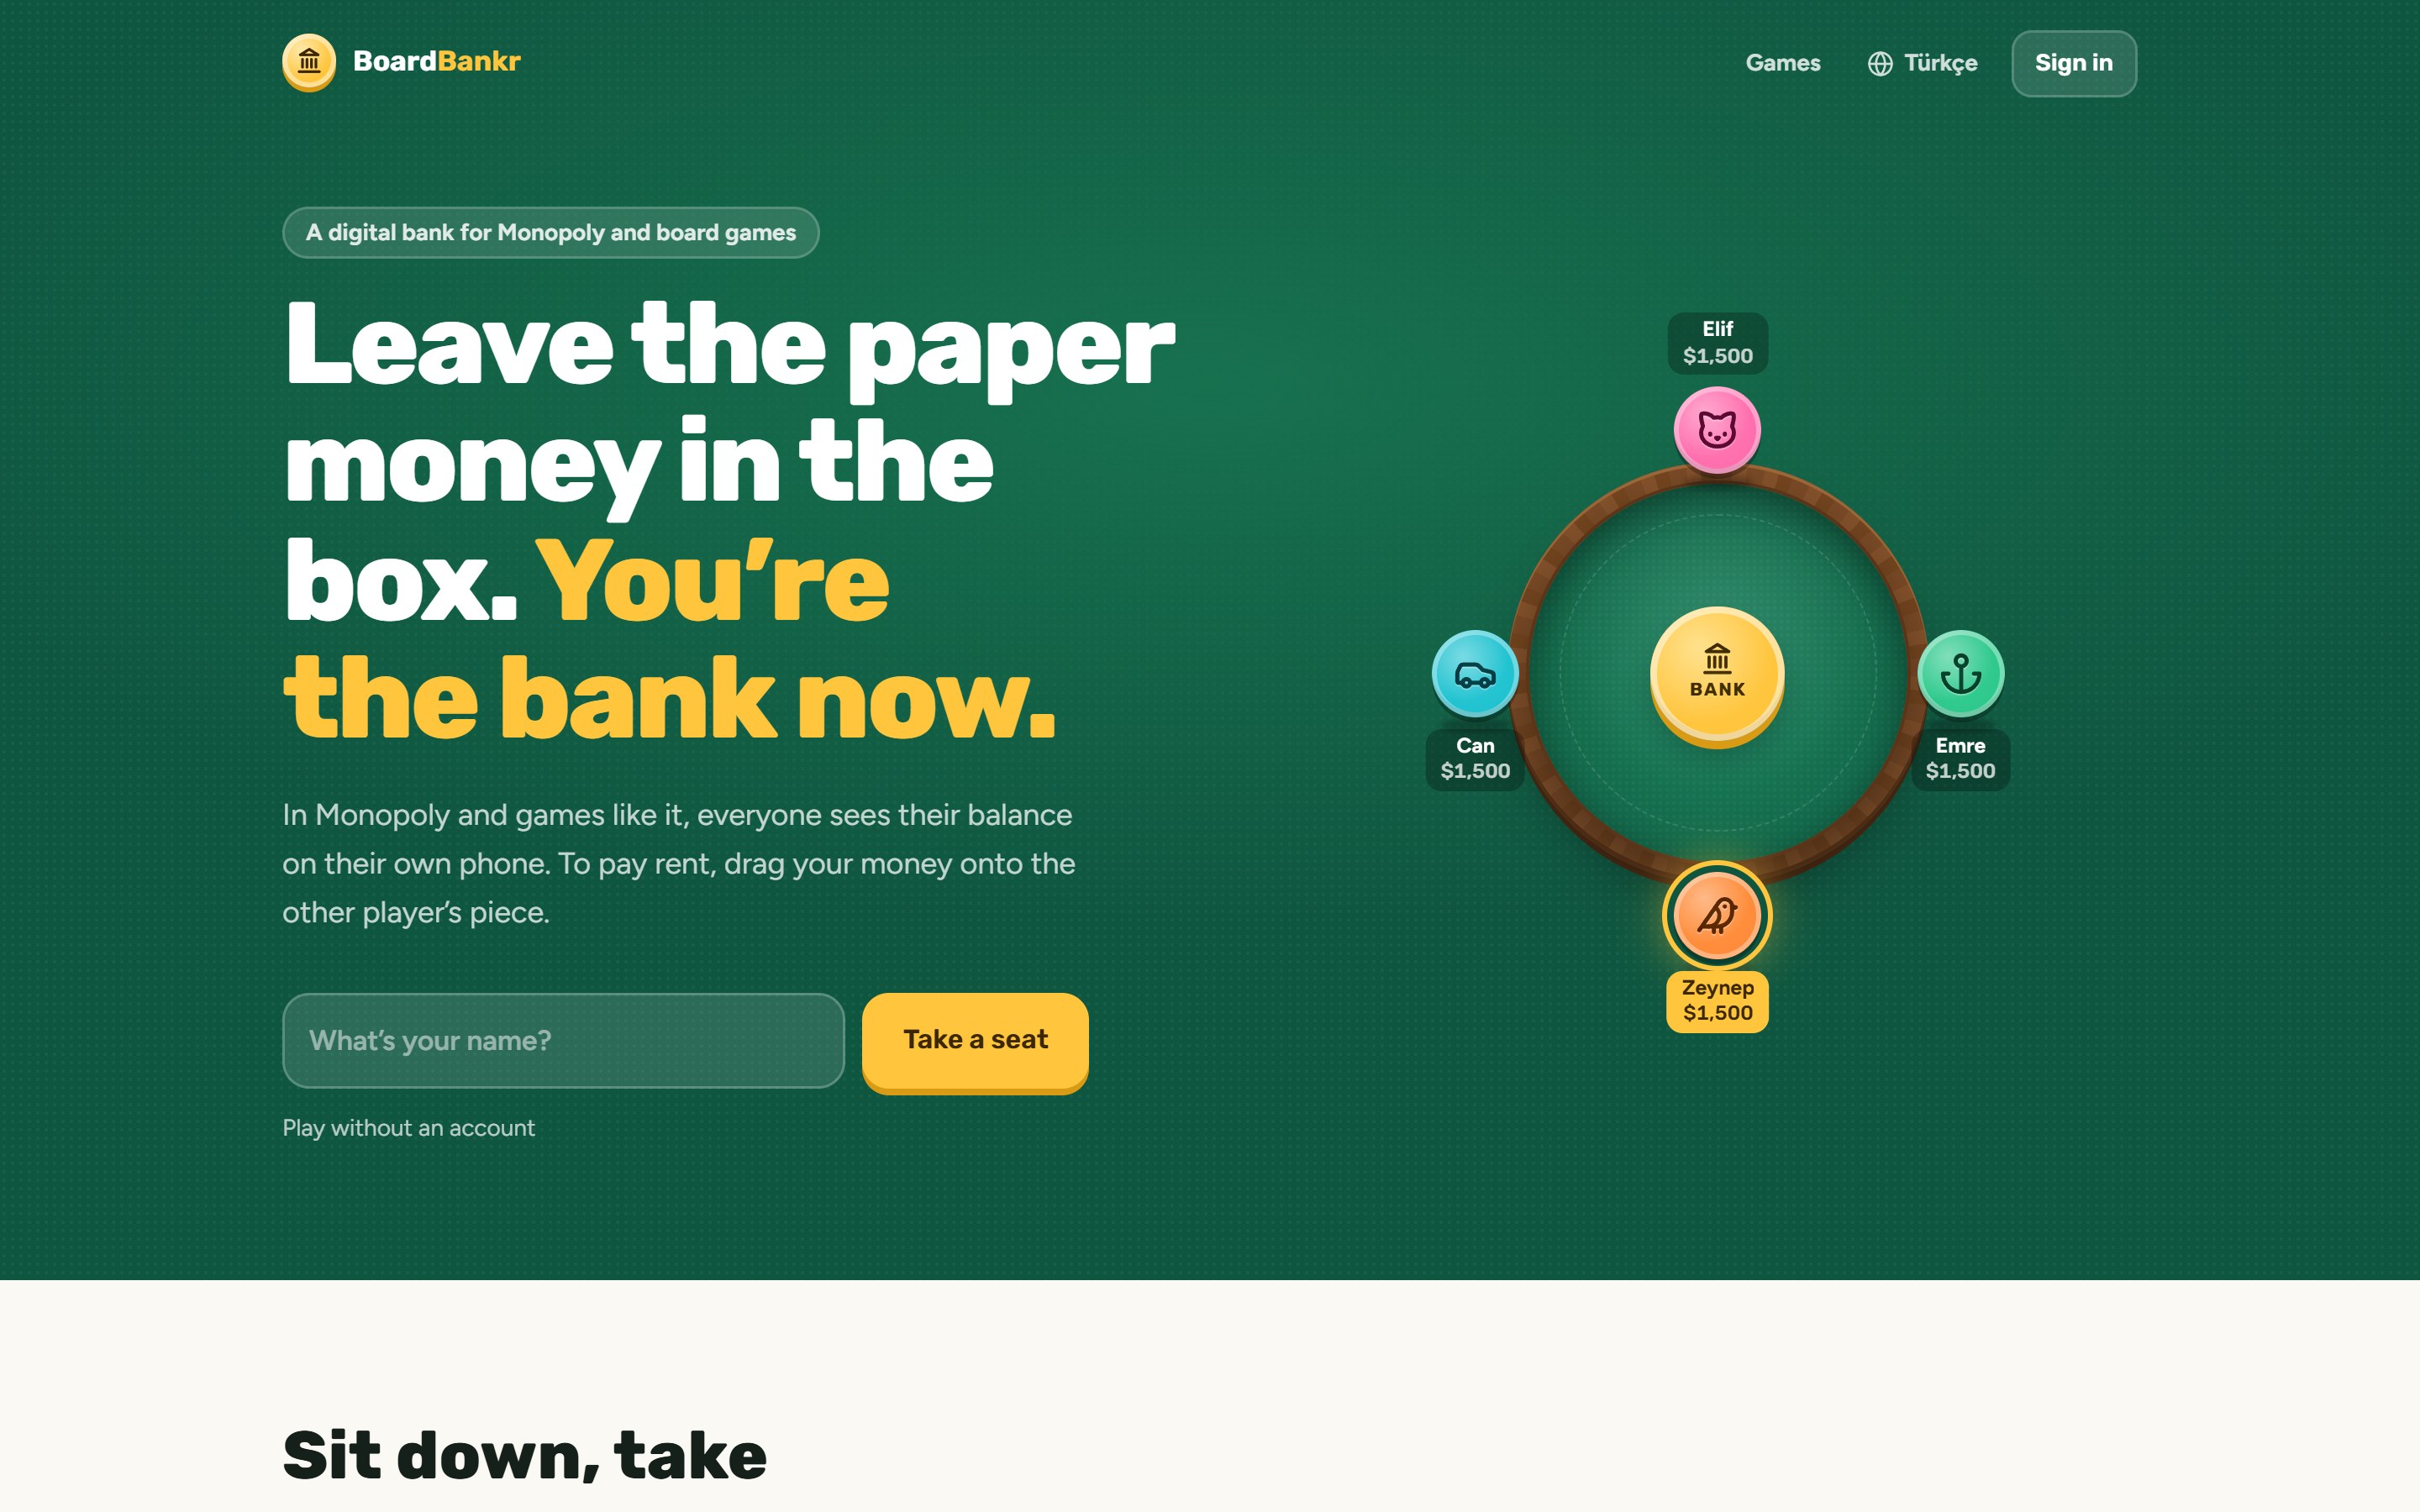 BoardBankr
Games
Türkçe
Sign in
A digital bank for Monopoly and board games
Leave the paper
money in the
box. You’re
the bank now.
In Monopoly and games like it, everyone sees their balance
on their own phone. To pay rent, drag your money onto the
other player’s piece.
What’s your name?
Take a seat
Play without an account
Elif
$1,500
BANK
Can
$1,500
Emre
$1,500
Zeynep
$1,500
Sit down, take